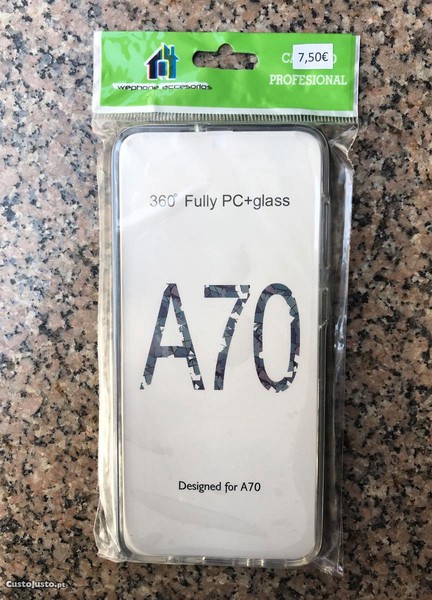 wephone accesorios
7,50€
PROFESIONAL
360° Fully PC+glass
A70
Designed for A70
CustoJusto.pt